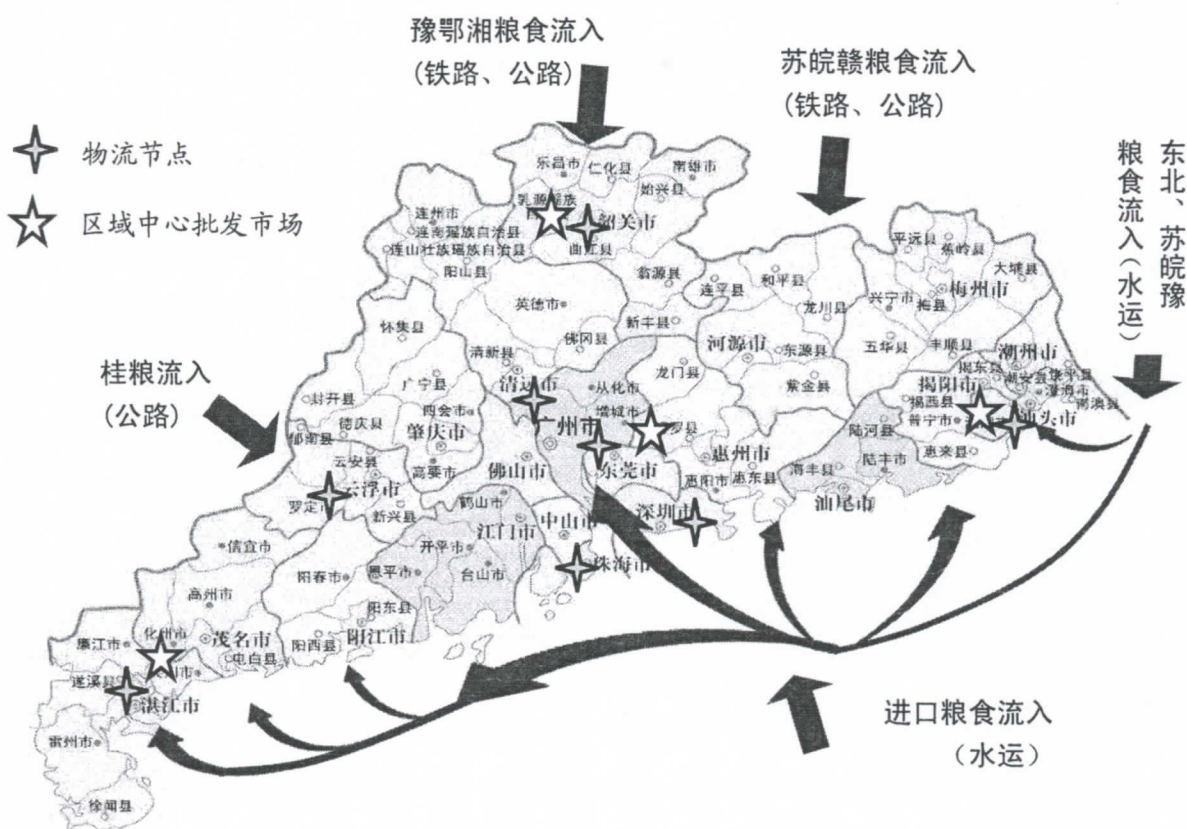 豫鄂湘粮食流入
(铁路、公路)
苏皖赣粮食流入
(铁路、公路)
东北、苏皖豫
粮食流入(水运)
物流节点
区域中心批发市场
桂粮流入
(公路)
进口粮食流入
(水运)
乐昌市
仁化县
南雄市
始兴县
乳源瑶族
韶关市
曲江县
翁源县
连州市
连南瑶族自治县
连山壮族瑶族自治县
阳山县
英德市
佛冈县
新丰县
清新县
清远市
怀集县
广宁县
封开县
四会市
德庆县
肇庆市
郁南县
云安县
高要市
云浮市
罗定市
新兴县
连平县
和平县
龙川县
河源市
东源县
紫金县
龙门县
平远县
蕉岭县
大埔县
兴宁市
梅县
梅州市
五华县
丰顺县
潮州市
揭东县
潮安县
饶平县
揭阳市
澄海市
揭西县
南澳县
普宁市
汕头市
惠来县
陆河县
陆丰市
海丰县
汕尾市
从化市
增城市
广州市
罗县
惠州市
东莞市
佛山市
惠阳市
惠东县
深圳市
中山市
珠海市
鹤山市
江门市
开平市
恩平市
台山市
信宜市
阳春市
高州市
阳东县
阳江市
阳西县
化州市
茂名市
电白县
廉江市
川市
遂溪县
湛江市
雷州市
徐闻县